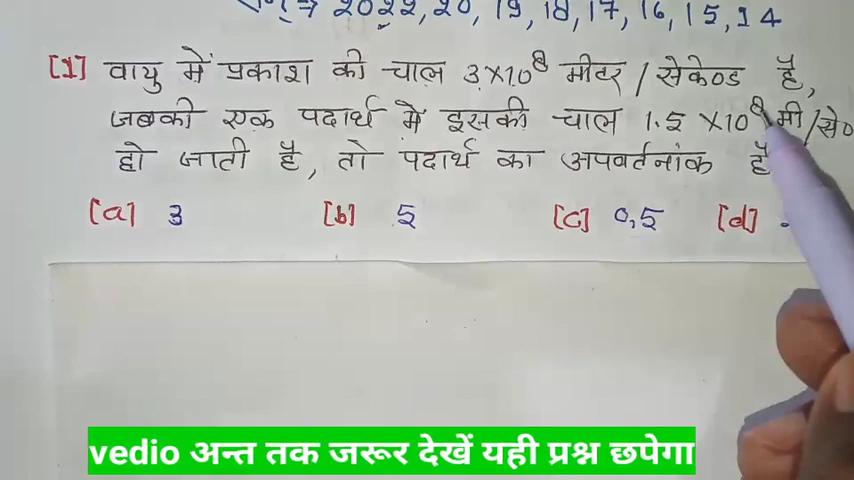 2022, 20, 19, 18, 17, 16, 15, 14
[1] वायु में प्रकाश की चाल 3×10⁸ मीटर / सेकेण्ड है,
जबकी एक पदार्थ में इसकी चाल 1.5 ×10⁸ मी/से०
हो जाती है, तो पदार्थ का अपवर्तनांक है
[a] 3 [b] 5 [c] 0,5 [d]
vedio अन्त तक जरूर देखें यही प्रश्न छपेगा